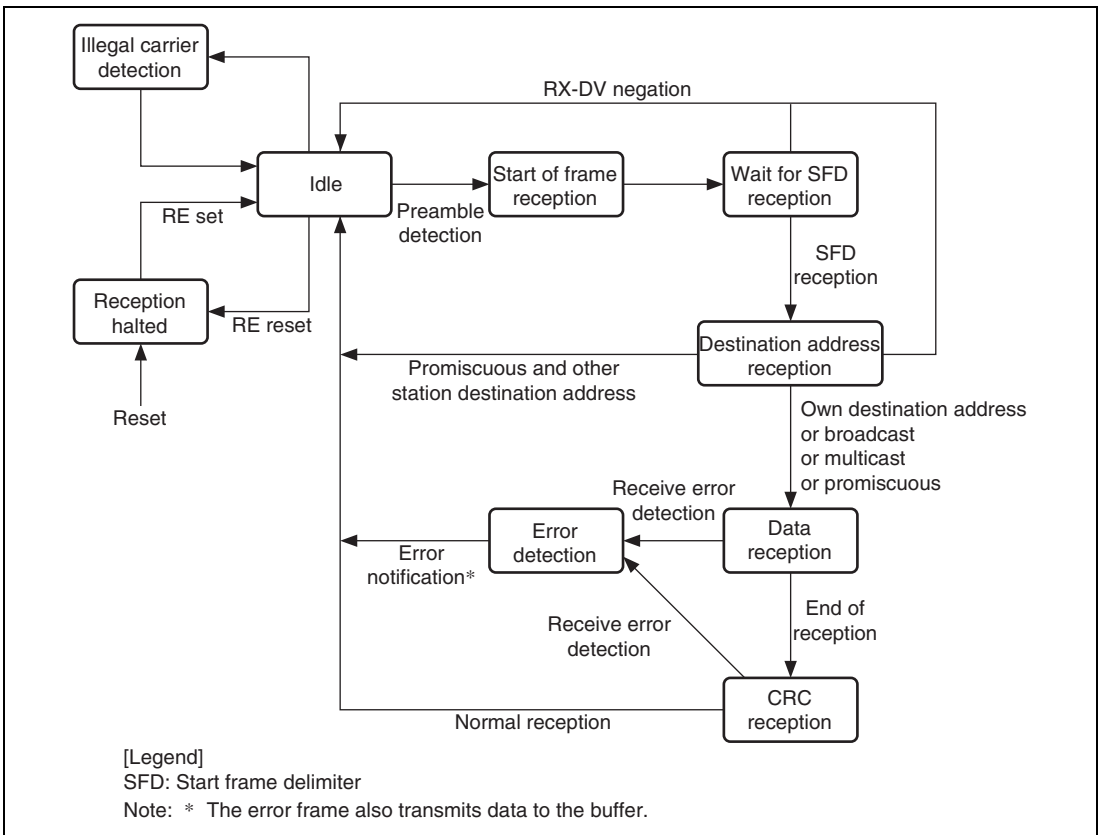 Illegal carrier
detection
RX-DV negation
Idle
Start of frame
reception
Wait for SFD
reception
Preamble
detection
RE set
SFD
reception
Reception
halted
RE reset
Destination address
reception
Promiscuous and other
station destination address
Reset
Own destination address
or broadcast
or multicast
or promiscuous
Receive error
detection
Error
detection
Data
reception
Error
notification*
End of
reception
Receive error
detection
CRC
reception
Normal reception
[Legend]
SFD: Start frame delimiter
Note: * The error frame also transmits data to the buffer.